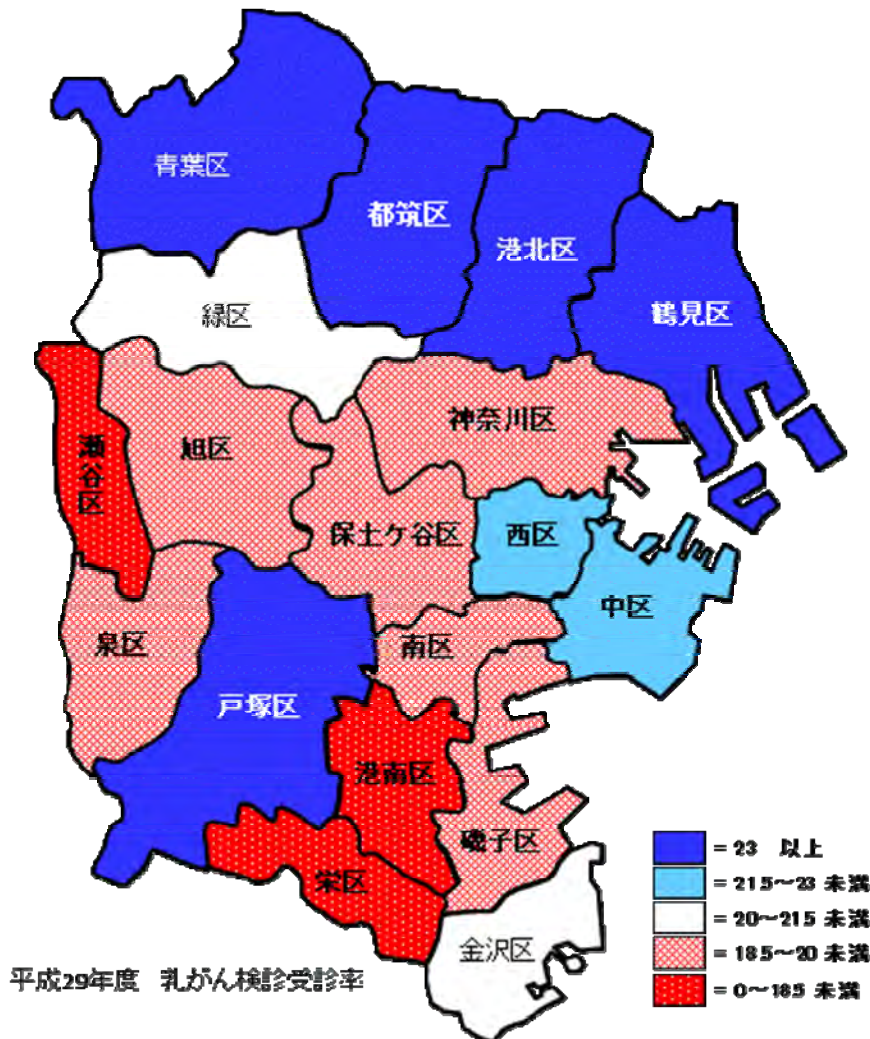 青葉区
都筑区
港北区
緑区
鶴見区
神奈川区
旭区
瀬谷区
保土ケ谷区
西区
中区
泉区
南区
戸塚区
港南区
磯子区
栄区
金沢区
= 23 以上
= 21.5～23 未満
= 20～21.5 未満
= 18.5～20 未満
= 0～18.5 未満
平成29年度 乳がん検診受診率